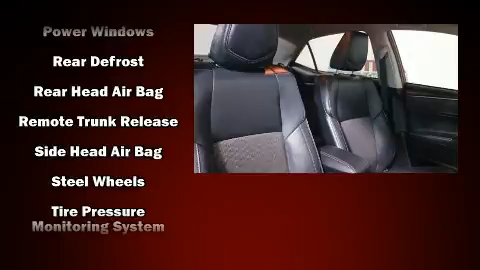 Power Windows
Rear Defrost
Rear Head Air Bag
Remote Trunk Release
Side Head Air Bag
Steel Wheels
Tire Pressure
Monitoring System